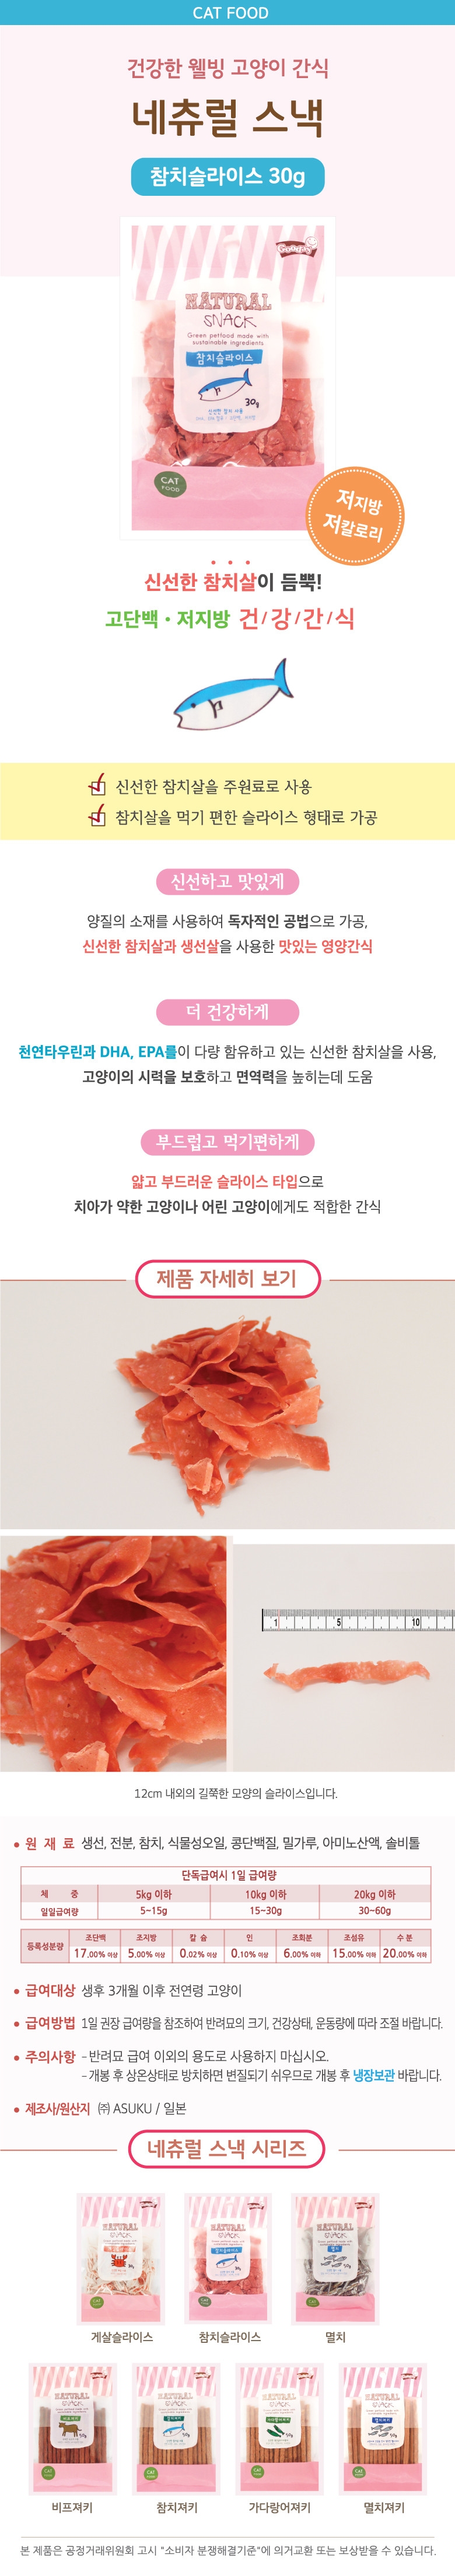 CAT FOOD
건강한 웰빙 고양이 간식
네츄럴 스낵
참치슬라이스 30g
NATURAL
SNACK
Green petfood made with
sustainable ingredients
참치슬라이스
30g
CAT
FOOD
저지방
저칼로리
신선한 참치살이 듬뿍!
고단백 • 저지방 건/강/간/식
신선한 참치살을 주원료로 사용
참치살을 먹기 편한 슬라이스 형태로 가공
신선하고 맛있게
양질의 소재를 사용하여 독자적인 공법으로 가공,
신선한 참치살과 생선살을 사용한 맛있는 영양간식
더 건강하게
천연타우린과 DHA, EPA를이 다량 함유하고 있는 신선한 참치살을 사용,
고양이의 시력을 보호하고 면역력을 높히는데 도움
부드럽고 먹기편하게
얇고 부드러운 슬라이스 타입으로
치아가 약한 고양이나 어린 고양이에게도 적합한 간식
제품 자세히 보기
1 5 10
12cm 내외의 길쭉한 모양의 슬라이스입니다.
• 원 재 료 생선, 전분, 참치, 식물성오일, 콩단백질, 밀가루, 아미노산액, 솔비톨
단독급여시 1일 급여량
체 중 5kg 이하 10kg 이하 20kg 이하
일일급여량 5~15g 15~30g 30~60g
등록성분량 조단백 조지방 칼 슘 인 조회분 조섬유 수 분
17.00% 이상 5.00% 이상 0.02% 이상 0.10% 이상 6.00% 이하 15.00% 이하 20.00% 이하
• 급여대상 생후 3개월 이후 전연령 고양이
• 급여방법 1일 권장 급여량을 참조하여 반려묘의 크기, 건강상태, 운동량에 따라 조절 바랍니다.
• 주의사항 - 반려묘 급여 이외의 용도로 사용하지 마십시오.
- 개봉 후 상온상태로 방치하면 변질되기 쉬우므로 개봉 후 냉장보관 바랍니다.
• 제조사/원산지 ㈜ ASUKU / 일본
네츄럴 스낵 시리즈
게살슬라이스 참치슬라이스 멸치
비프져키 참치져키 가다랑어져키 멸치져키
본 제품은 공정거래위원회 고시 "소비자 분쟁해결기준"에 의거교환 또는 보상받을 수 있습니다.